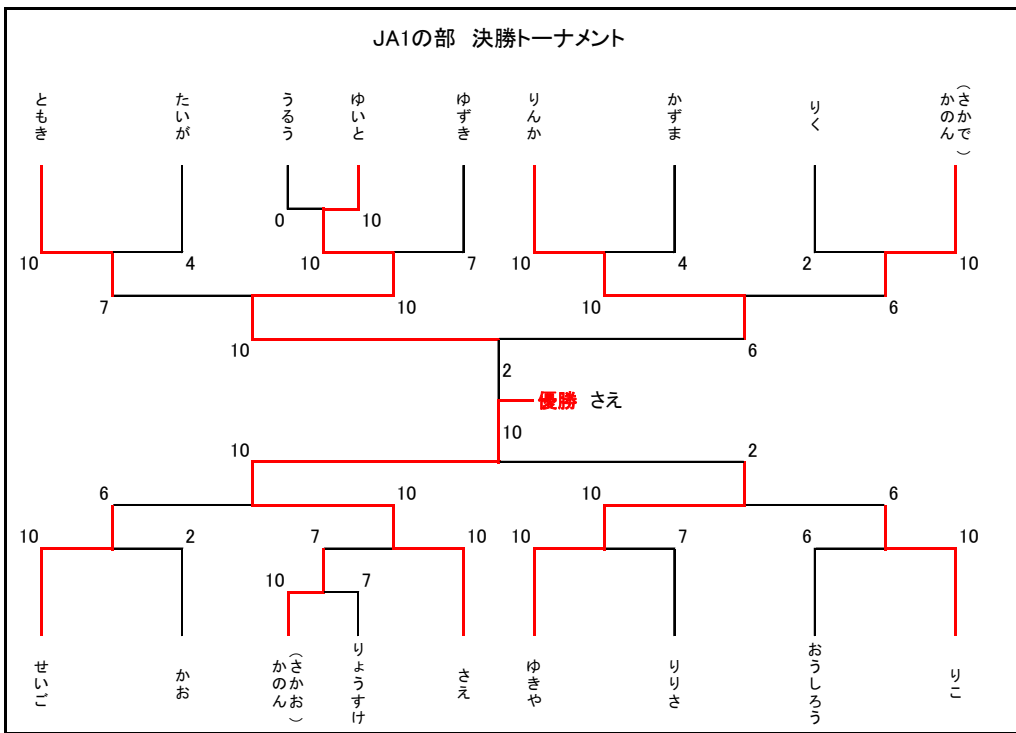 JA1の部 決勝トーナメント
ともき
たいが
うるう
ゆいと
ゆずき
りんか
かずま
りく
かのん
(さかで)
0
10
10
4
10
7
10
4
2
10
7
10
10
6
10
6
2
優勝 さえ
10
10
2
6
10
10
6
10
2
7
10
10
7
6
10
10
7
せいご
かお
かのん
(さかお)
りょうすけ
さえ
ゆきや
りりさ
おうしろう
りこ